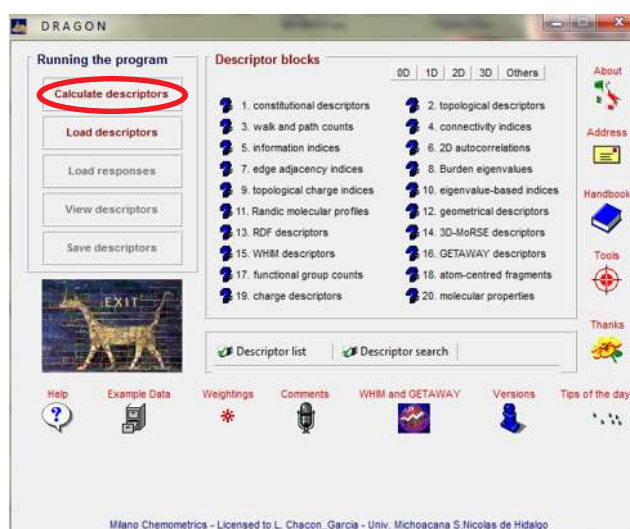 DRAGON
Running the program
Calculate descriptors
Load descriptors
Load responses
View descriptors
Save descriptors
EXIT
Descriptor blocks
0D 1D 2D 3D Others
1. constitutional descriptors
2. topological descriptors
3. walk and path counts
4. connectivity indices
5. information indices
6. 2D autocorrelations
7. edge adjacency indices
8. Burden eigenvalues
9. topological charge indices
10. eigenvalue-based indices
11. Randic molecular profiles
12. geometrical descriptors
13. RDF descriptors
14. 3D-MoRSE descriptors
15. WHIM descriptors
16. GETAWAY descriptors
17. functional group counts
18. atom-centred fragments
19. charge descriptors
20. molecular properties
Descriptor list
Descriptor search
About
Address
Handbook
Tools
Thanks
Help
Example Data
Weightings
Comments
WHIM and GETAWAY
Versions
Tips of the day
Milano Chemometrics - Licensed to L. Chacon_Garcia - Univ. Michoacana S.Nicolas de Hidalgo